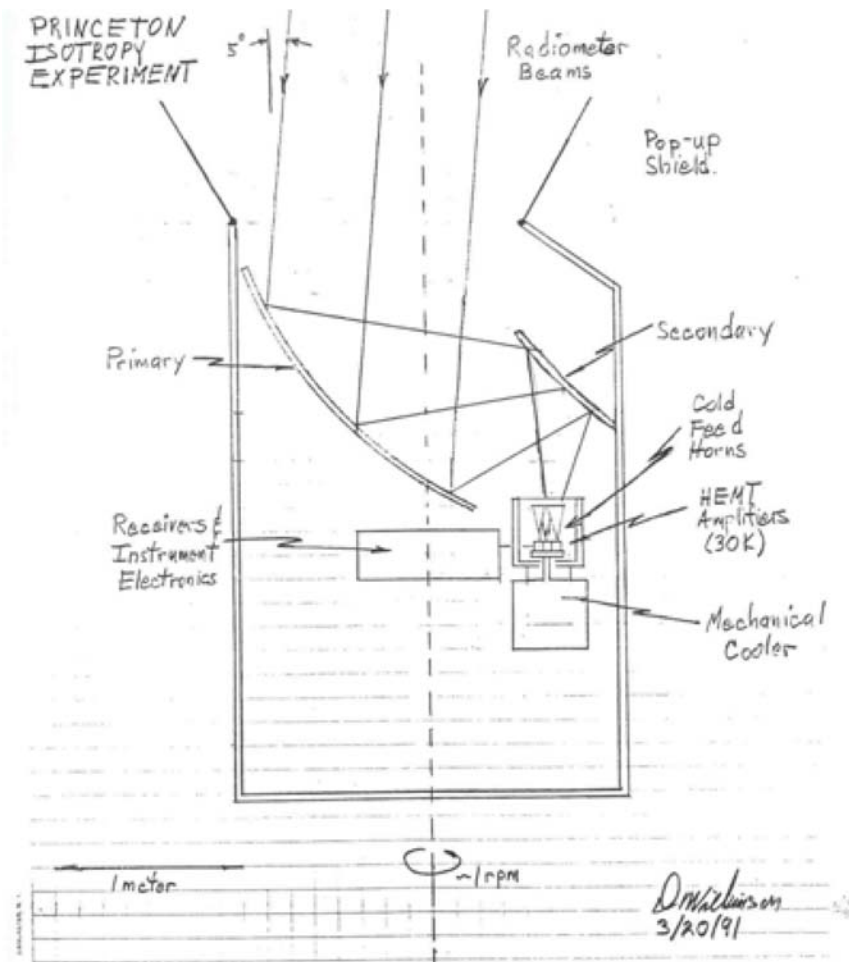 PRINCETON
ISOTROPY
EXPERIMENT
5°
Radiometer
Beams
Pop-up
Shield.
Primary
Secondary
Cold
Feed
Horns
HEMT
Amplifiers
(30K)
Receivers &
Instrument
Electronics
Mechanical
Cooler
1 meter
~1 rpm
DWilkinson
3/20/91